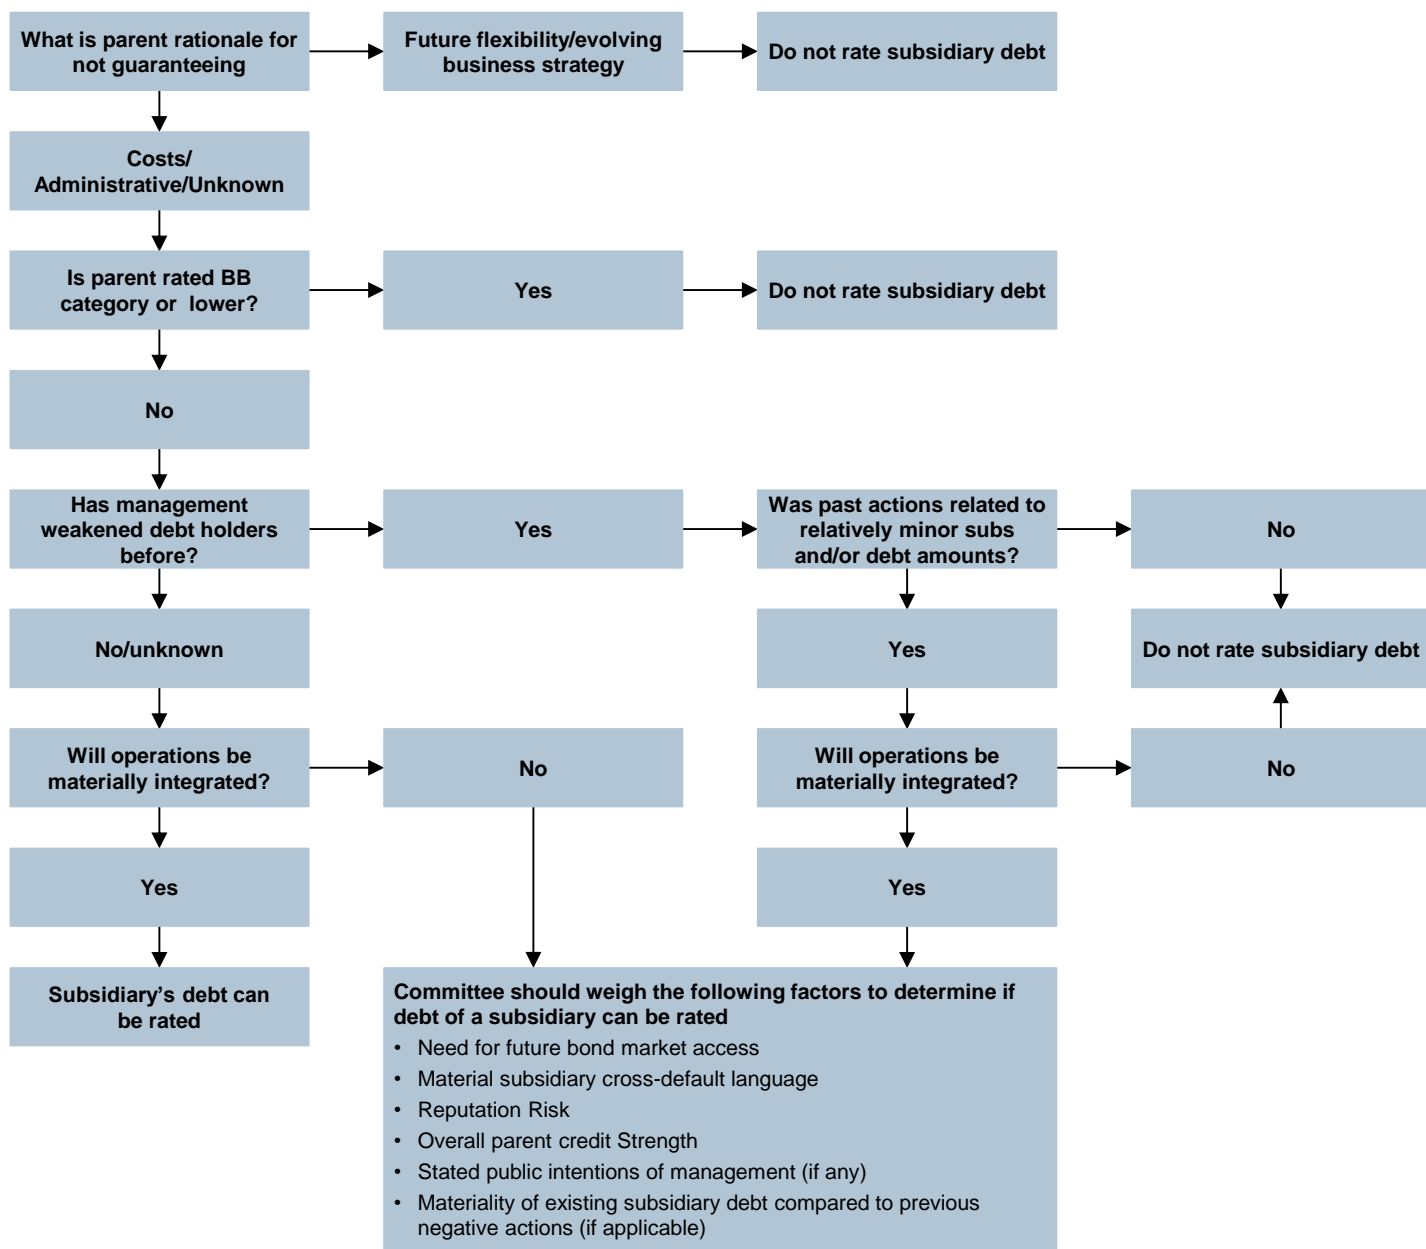 What is parent rationale for
not guaranteeing
Future flexibility/evolving
business strategy
Do not rate subsidiary debt
Costs/
Administrative/Unknown
Is parent rated BB
category or lower?
Yes
Do not rate subsidiary debt
No
Has management
weakened debt holders
before?
Yes
Was past actions related to
relatively minor subs
and/or debt amounts?
No
No/unknown
Yes
Do not rate subsidiary debt
Will operations be
materially integrated?
No
Will operations be
materially integrated?
No
Yes
Yes
Subsidiary’s debt can
be rated
Committee should weigh the following factors to determine if
debt of a subsidiary can be rated
• Need for future bond market access
• Material subsidiary cross-default language
• Reputation Risk
• Overall parent credit Strength
• Stated public intentions of management (if any)
• Materiality of existing subsidiary debt compared to previous
negative actions (if applicable)